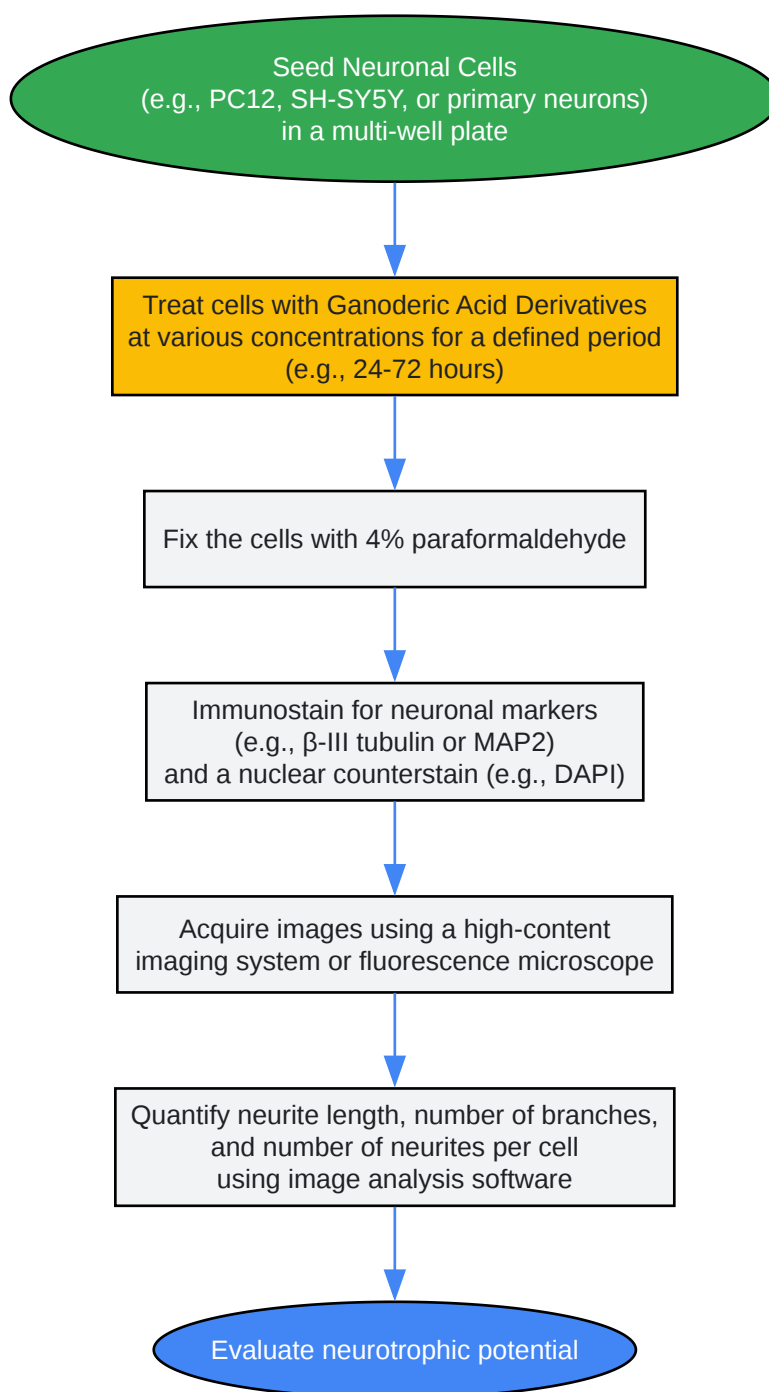 Seed Neuronal Cells
(e.g., PC12, SH-SY5Y, or primary neurons)
in a multi-well plate
Treat cells with Ganoderic Acid Derivatives
at various concentrations for a defined period
(e.g., 24-72 hours)
Fix the cells with 4% paraformaldehyde
Immunostain for neuronal markers
(e.g., β-III tubulin or MAP2)
and a nuclear counterstain (e.g., DAPI)
Acquire images using a high-content
imaging system or fluorescence microscope
Quantify neurite length, number of branches,
and number of neurites per cell
using image analysis software
Evaluate neurotrophic potential